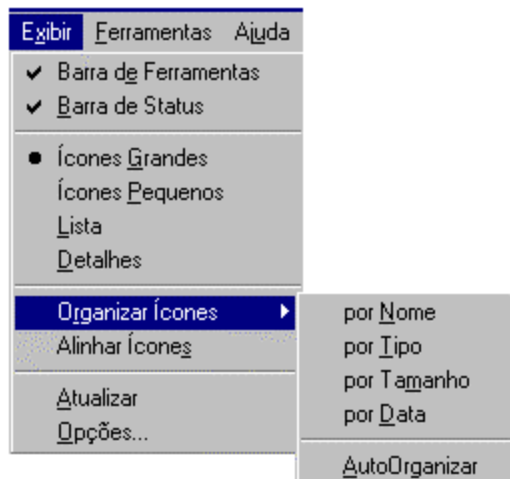 Exibir Ferramentas Ajuda
Barra de Ferramentas
Barra de Status
Ícones Grandes
Ícones Pequenos
Lista
Detalhes
Organizar Ícones
Alinhar Ícones
Atualizar
Opções...
por Nome
por Tipo
por Tamanho
por Data
AutoOrganizar